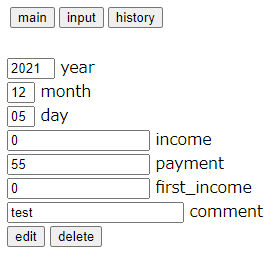 main input history
2021 year
12 month
05 day
0 income
55 payment
0 first_income
test comment
edit delete